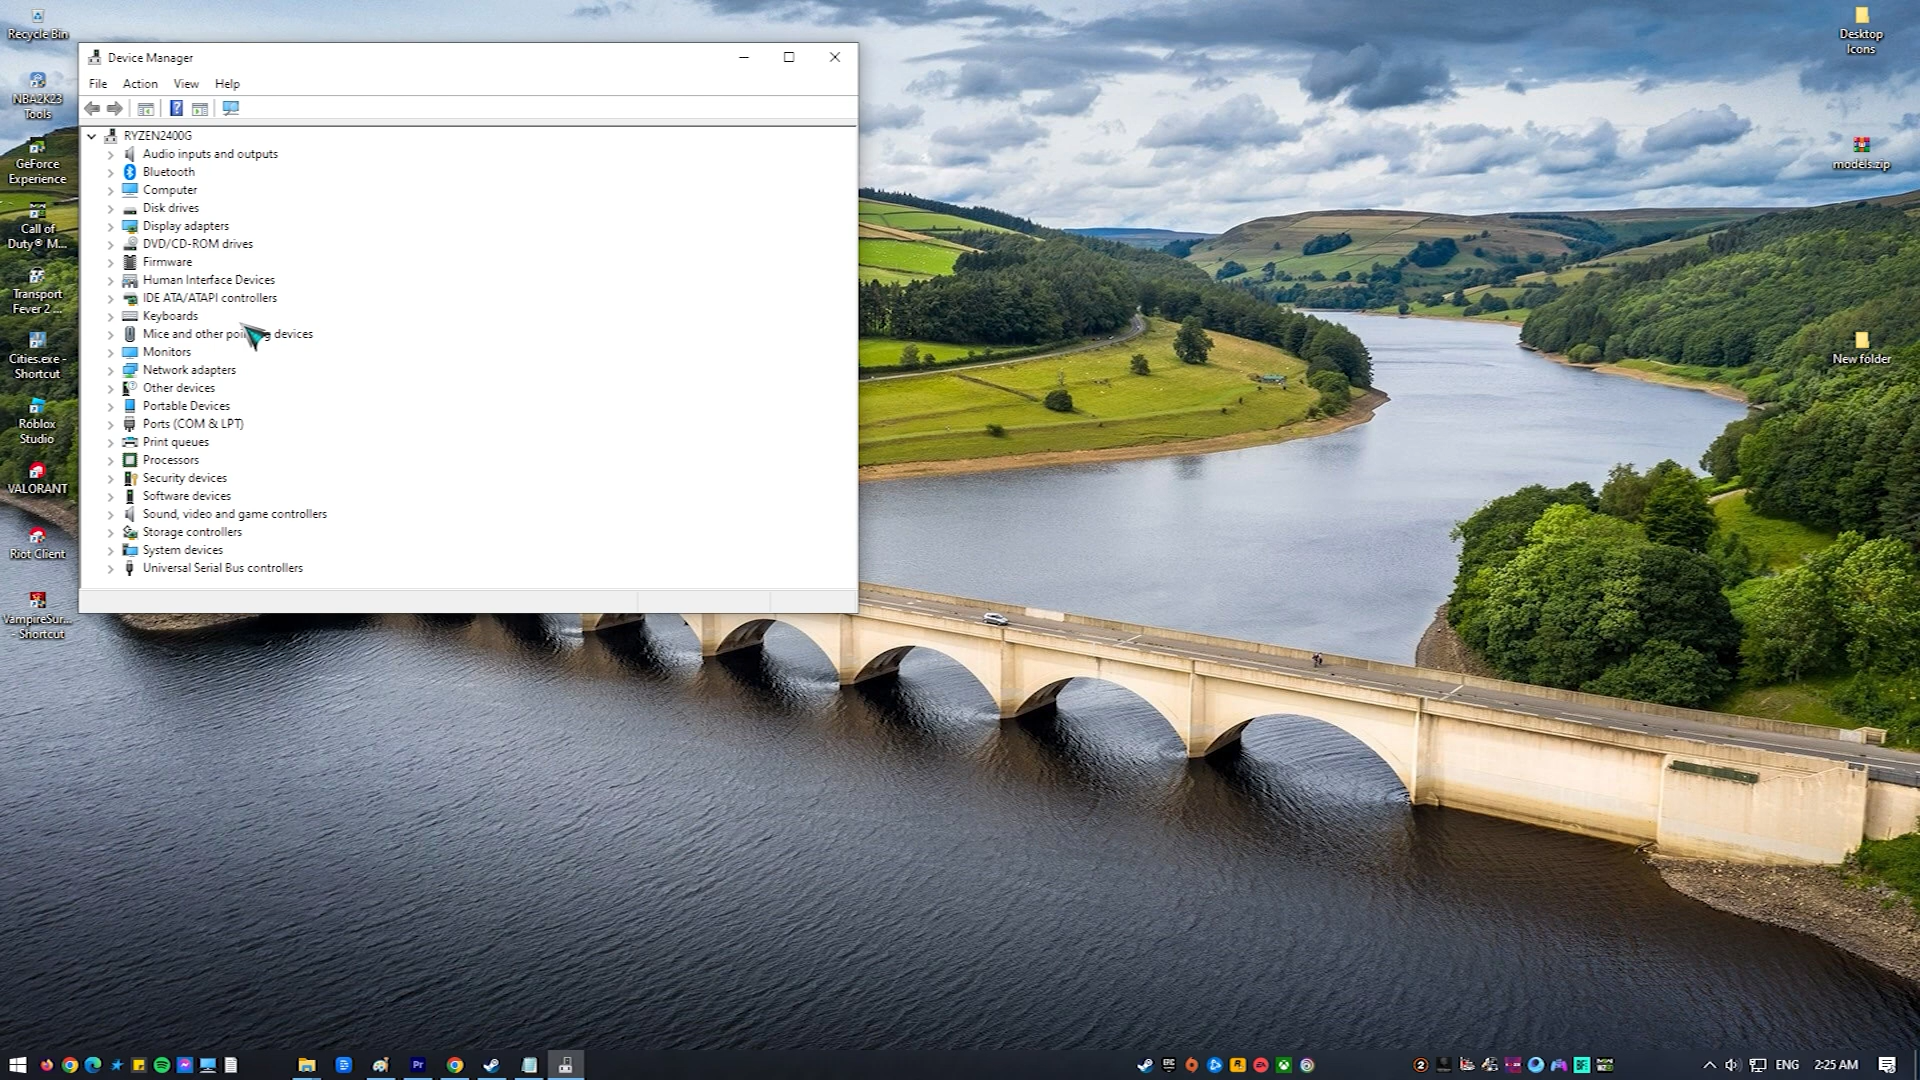 Recycle Bin
NBA2K23
Tools
GeForce
Experience
Call of
Duty® M...
Transport
Fever 2 ...
Cities.exe -
Shortcut
Roblox
Studio
VALORANT
Riot Client
VampireSur...
- Shortcut
Device Manager
File Action View Help
RYZEN2400G
Audio inputs and outputs
Bluetooth
Computer
Disk drives
Display adapters
DVD/CD-ROM drives
Firmware
Human Interface Devices
IDE ATA/ATAPI controllers
Keyboards
Mice and other devices
Monitors
Network adapters
Other devices
Portable Devices
Ports (COM & LPT)
Print queues
Processors
Security devices
Software devices
Sound, video and game controllers
Storage controllers
System devices
Universal Serial Bus controllers
Desktop
Icons
models.zip
New folder
Pr
ENG
2:25 AM